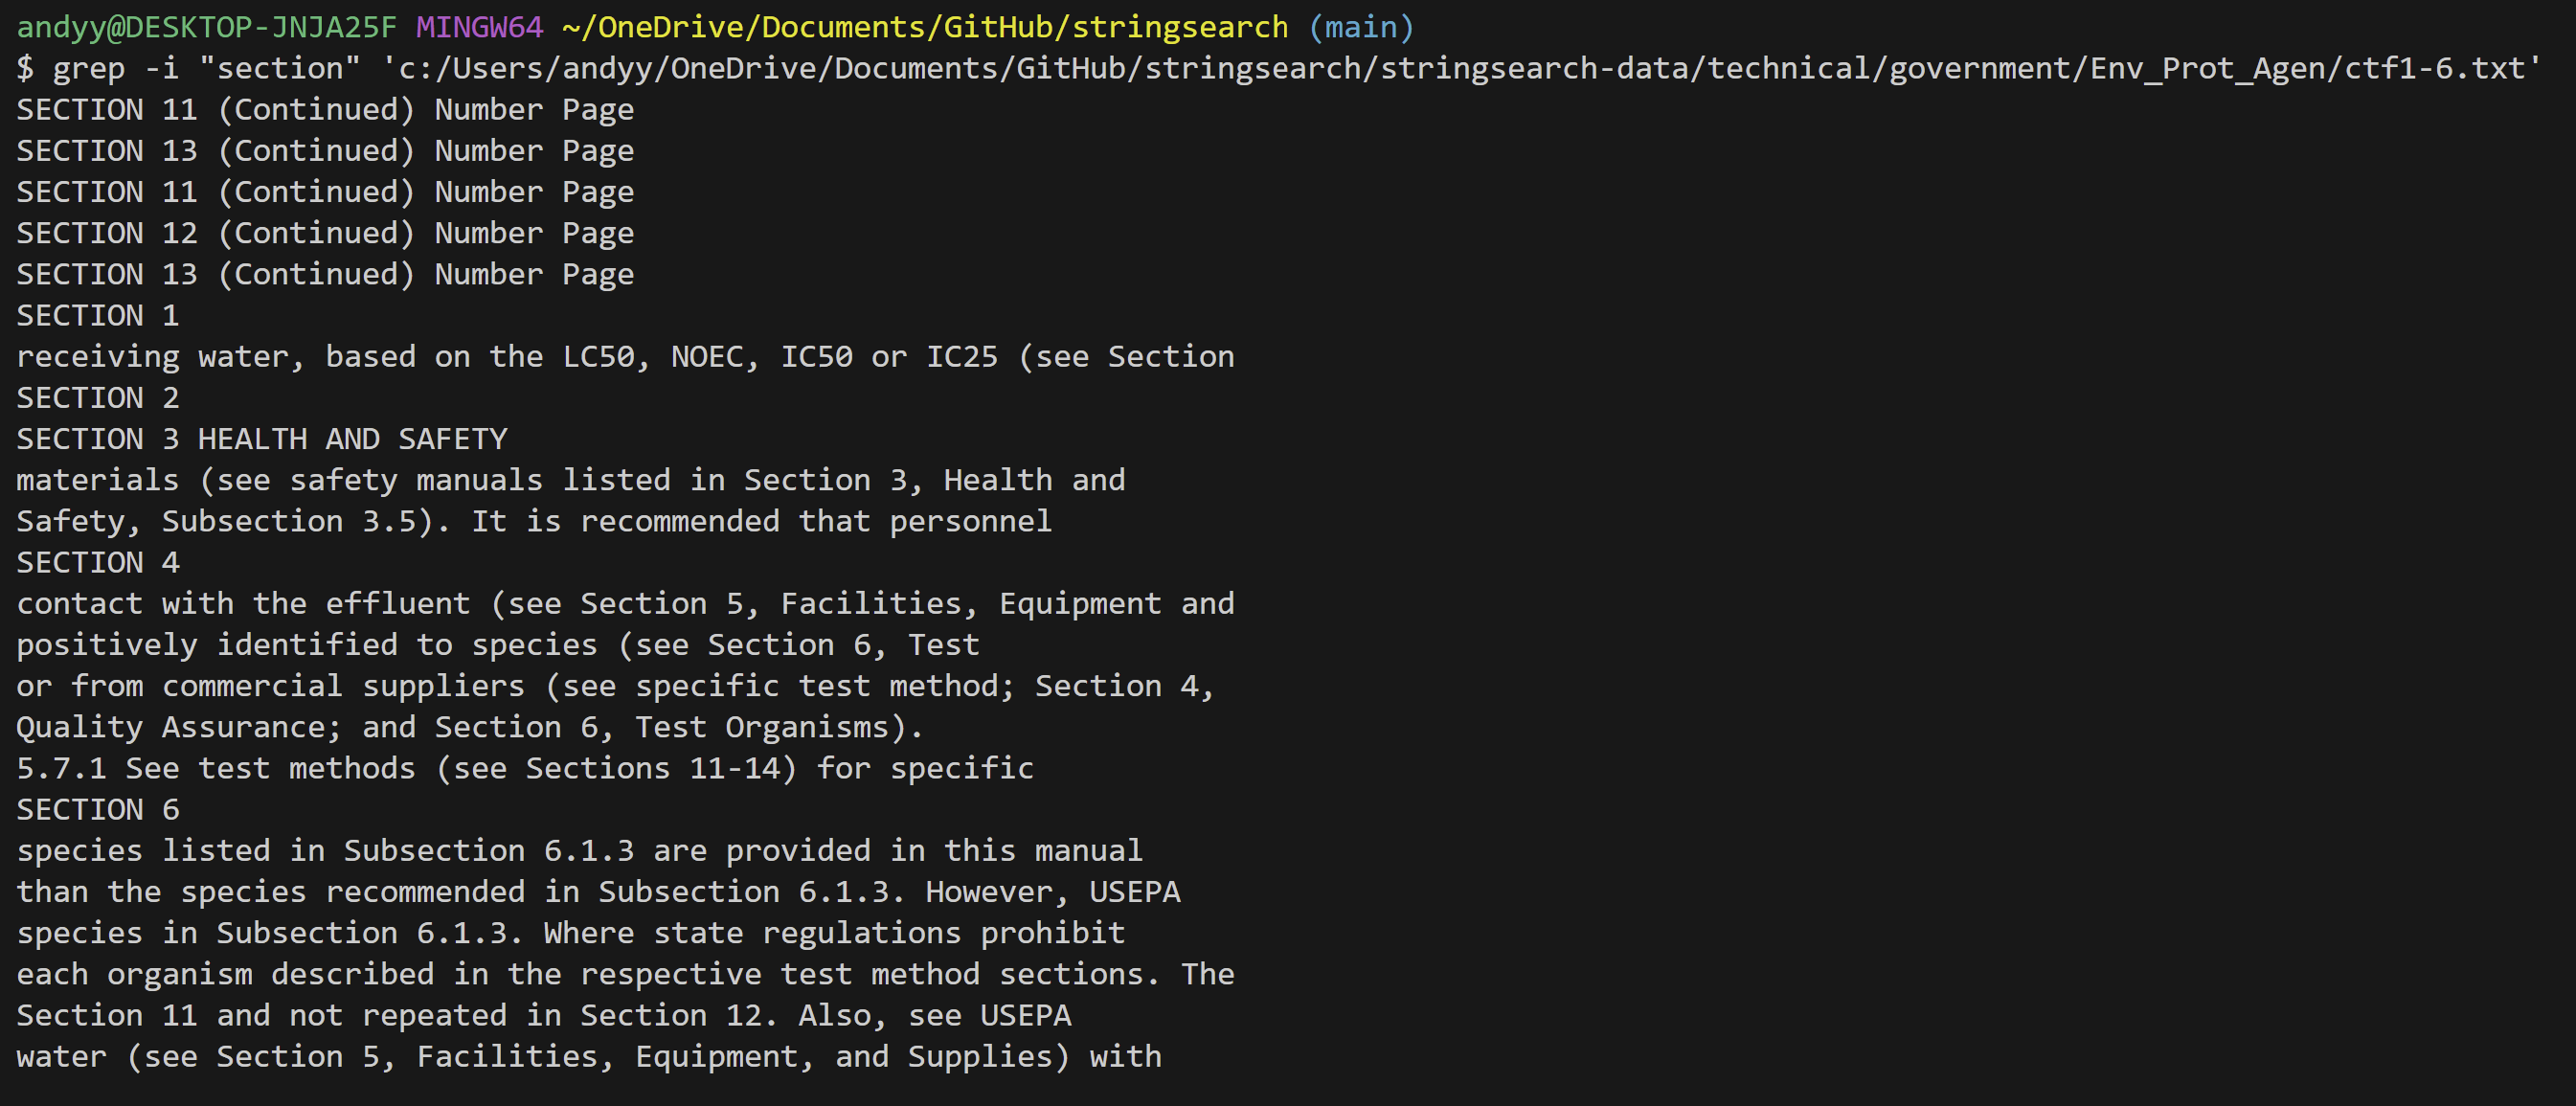 andyy@DESKTOP-JNJA25F MINGW64 ~/OneDrive/Documents/GitHub/stringsearch (main)
$ grep -i "section" 'c:/Users/andyy/OneDrive/Documents/GitHub/stringsearch/stringsearch-data/technical/government/Env_Prot_Agen/ctf1-6.txt'
SECTION 11 (Continued) Number Page
SECTION 13 (Continued) Number Page
SECTION 11 (Continued) Number Page
SECTION 12 (Continued) Number Page
SECTION 13 (Continued) Number Page
SECTION 1
receiving water, based on the LC50, NOEC, IC50 or IC25 (see Section
SECTION 2
SECTION 3 HEALTH AND SAFETY
materials (see safety manuals listed in Section 3, Health and
Safety, Subsection 3.5). It is recommended that personnel
SECTION 4
contact with the effluent (see Section 5, Facilities, Equipment and
positively identified to species (see Section 6, Test
or from commercial suppliers (see specific test method; Section 4,
Quality Assurance; and Section 6, Test Organisms).
5.7.1 See test methods (see Sections 11-14) for specific
SECTION 6
species listed in Subsection 6.1.3 are provided in this manual
than the species recommended in Subsection 6.1.3. However, USEPA
species in Subsection 6.1.3. Where state regulations prohibit
each organism described in the respective test method sections. The
Section 11 and not repeated in Section 12. Also, see USEPA
water (see Section 5, Facilities, Equipment, and Supplies) with